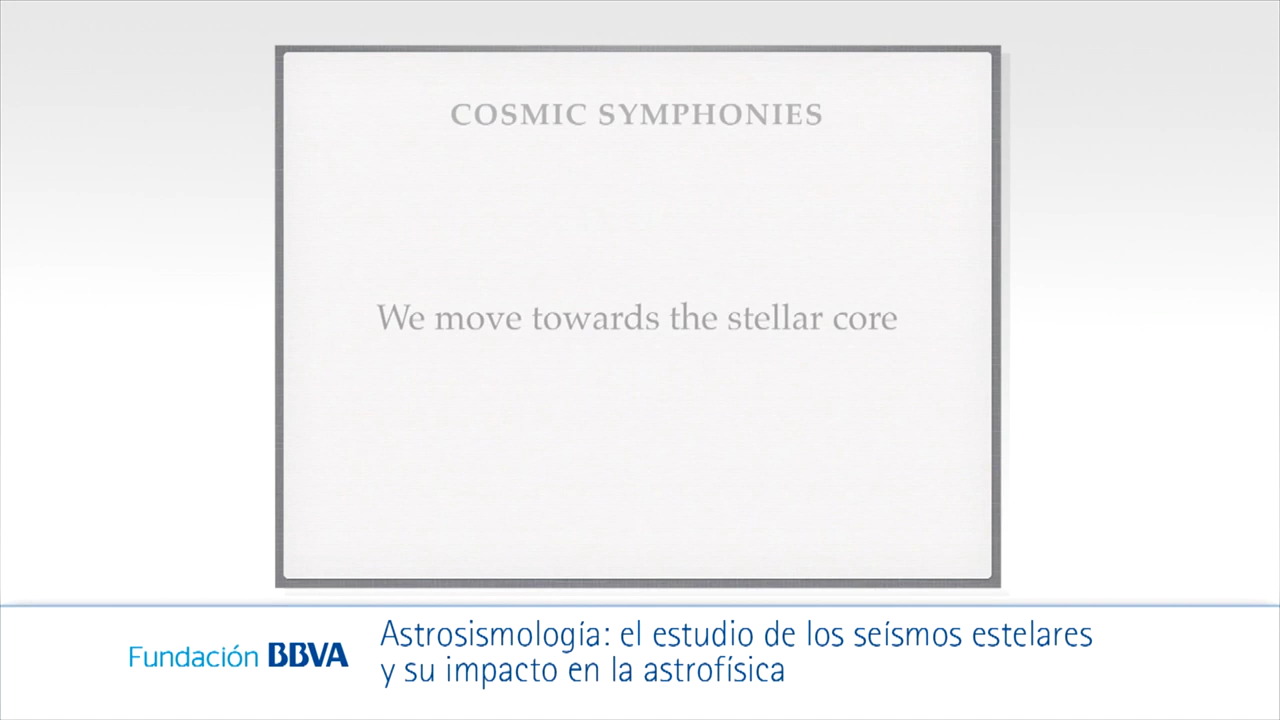 COSMIC SYMPHONIES
We move towards the stellar core
Fundación BBVA
Astrosismología: el estudio de los seísmos estelares
y su impacto en la astrofísica